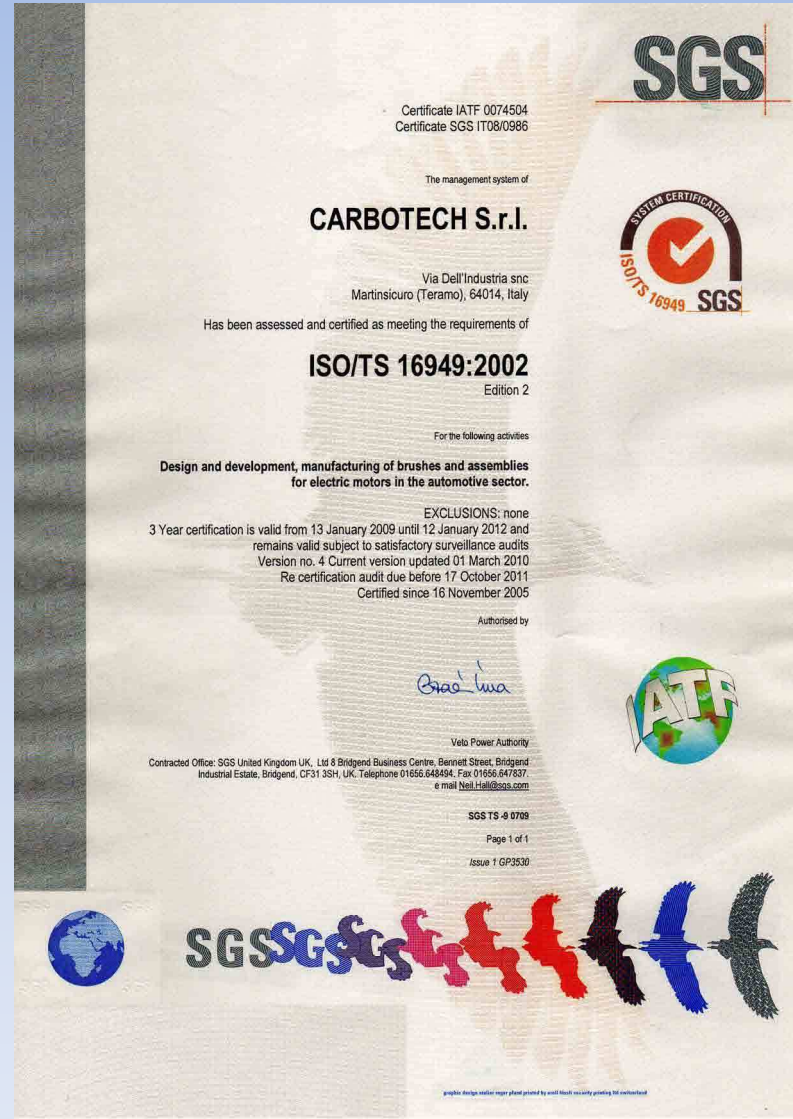 SGS
Certificate IATF 0074504
Certificate SGS IT08/0986
The management system of
CARBOTECH S.r.l.
SYSTEM CERTIFICATION
ISO/TS 16949 SGS
Via Dell'Industria snc
Martinsicuro (Teramo), 64014, Italy
Has been assessed and certified as meeting the requirements of
ISO/TS 16949:2002
Edition 2
For the following activities
Design and development, manufacturing of brushes and assemblies
for electric motors in the automotive sector.
EXCLUSIONS: none
3 Year certification is valid from 13 January 2009 until 12 January 2012 and
remains valid subject to satisfactory surveillance audits
Version no. 4 Current version updated 01 March 2010
Re certification audit due before 17 October 2011
Certified since 16 November 2005
Authorised by
IATF
Veto Power Authority
Contracted Office: SGS United Kingdom UK, Ltd 8 Bridgend Business Centre, Bennett Street, Bridgend
Industrial Estate, Bridgend, CF31 3SH, UK. Telephone 01656.648494. Fax 01656.647837.
e mail Neil.Hall@sgs.com
SGS TS -9 0709
Page 1 of 1
Issue 1 GP3530
SGS SGS SGS